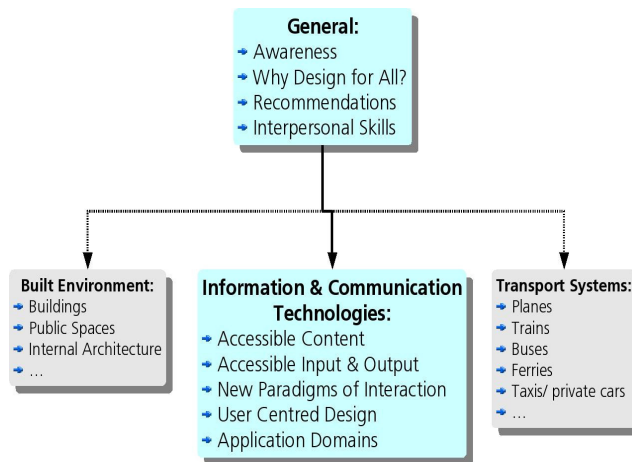 General:
Awareness
Why Design for All?
Recommendations
Interpersonal Skills
Built Environment:
Buildings
Public Spaces
Internal Architecture
…
Information & Communication
Technologies:
Accessible Content
Accessible Input & Output
New Paradigms of Interaction
User Centred Design
Application Domains
Transport Systems:
Planes
Trains
Buses
Ferries
Taxis/ private cars
…